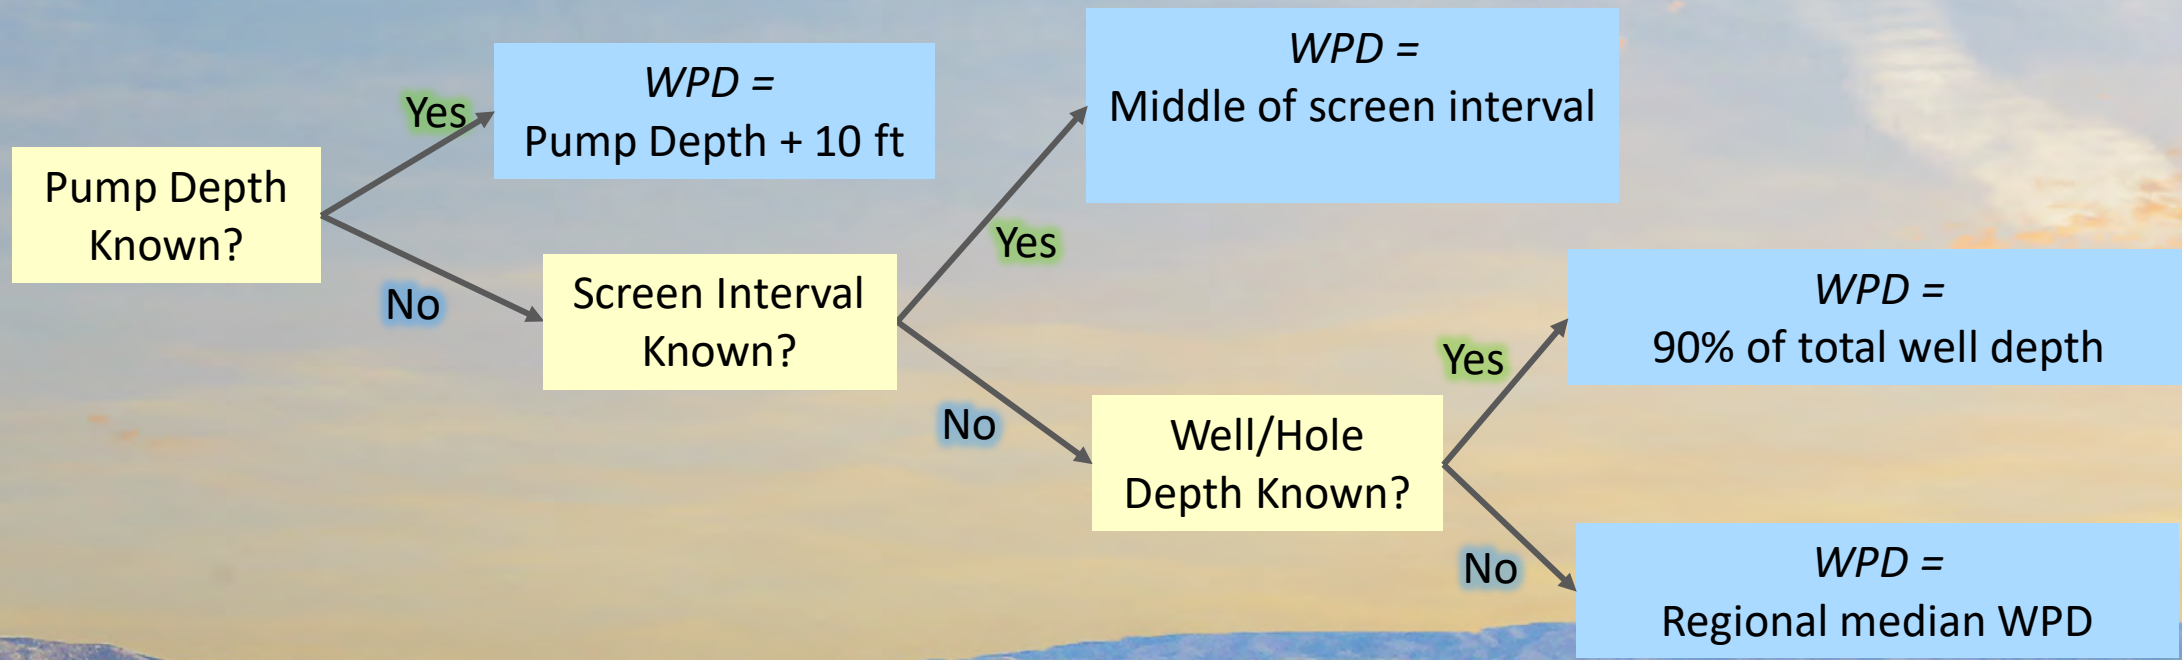 Pump Depth
Known?
Yes
WPD =
Pump Depth + 10 ft
No
Screen Interval
Known?
Yes
WPD =
Middle of screen interval
No
Well/Hole
Depth Known?
Yes
WPD =
90% of total well depth
No
WPD =
Regional median WPD